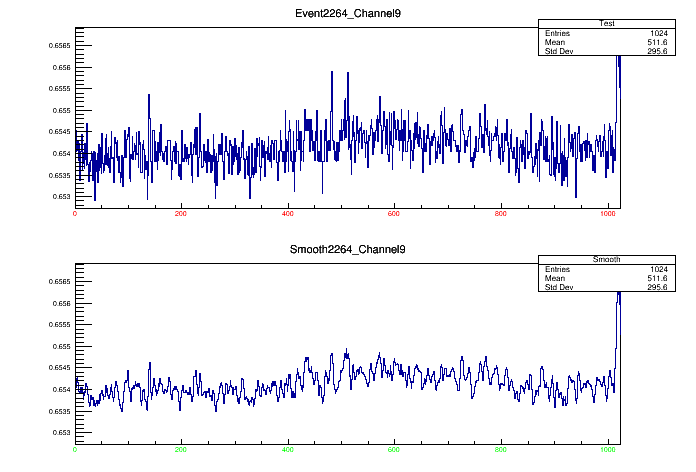 Event2264_Channel9
Test
Entries 1024
Mean 511.6
Std Dev 295.6
0.6565
0.656
0.6555
0.655
0.6545
0.654
0.6535
0.653
0 200 400 600 800 1000
Smooth2264_Channel9
Smooth
Entries 1024
Mean 511.6
Std Dev 295.6
0.6565
0.656
0.6555
0.655
0.6545
0.654
0.6535
0.653
0 200 400 600 800 1000